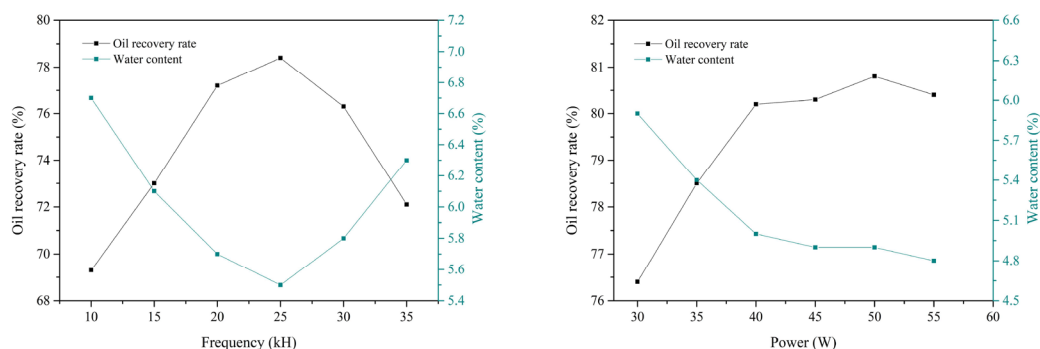 80
78
76
74
72
70
68
Oil recovery rate (%)
Oil recovery rate
Water content
7.2
7.0
6.8
6.6
6.4
6.2
6.0
5.8
5.6
5.4
Water content (%)
10 15 20 25 30 35
Frequency (kH)
82
81
80
79
78
77
76
Oil recovery rate (%)
Oil recovery rate
Water content
6.6
6.3
6.0
5.7
5.4
5.1
4.8
4.5
Water content (%)
30 35 40 45 50 55 60
Power (W)